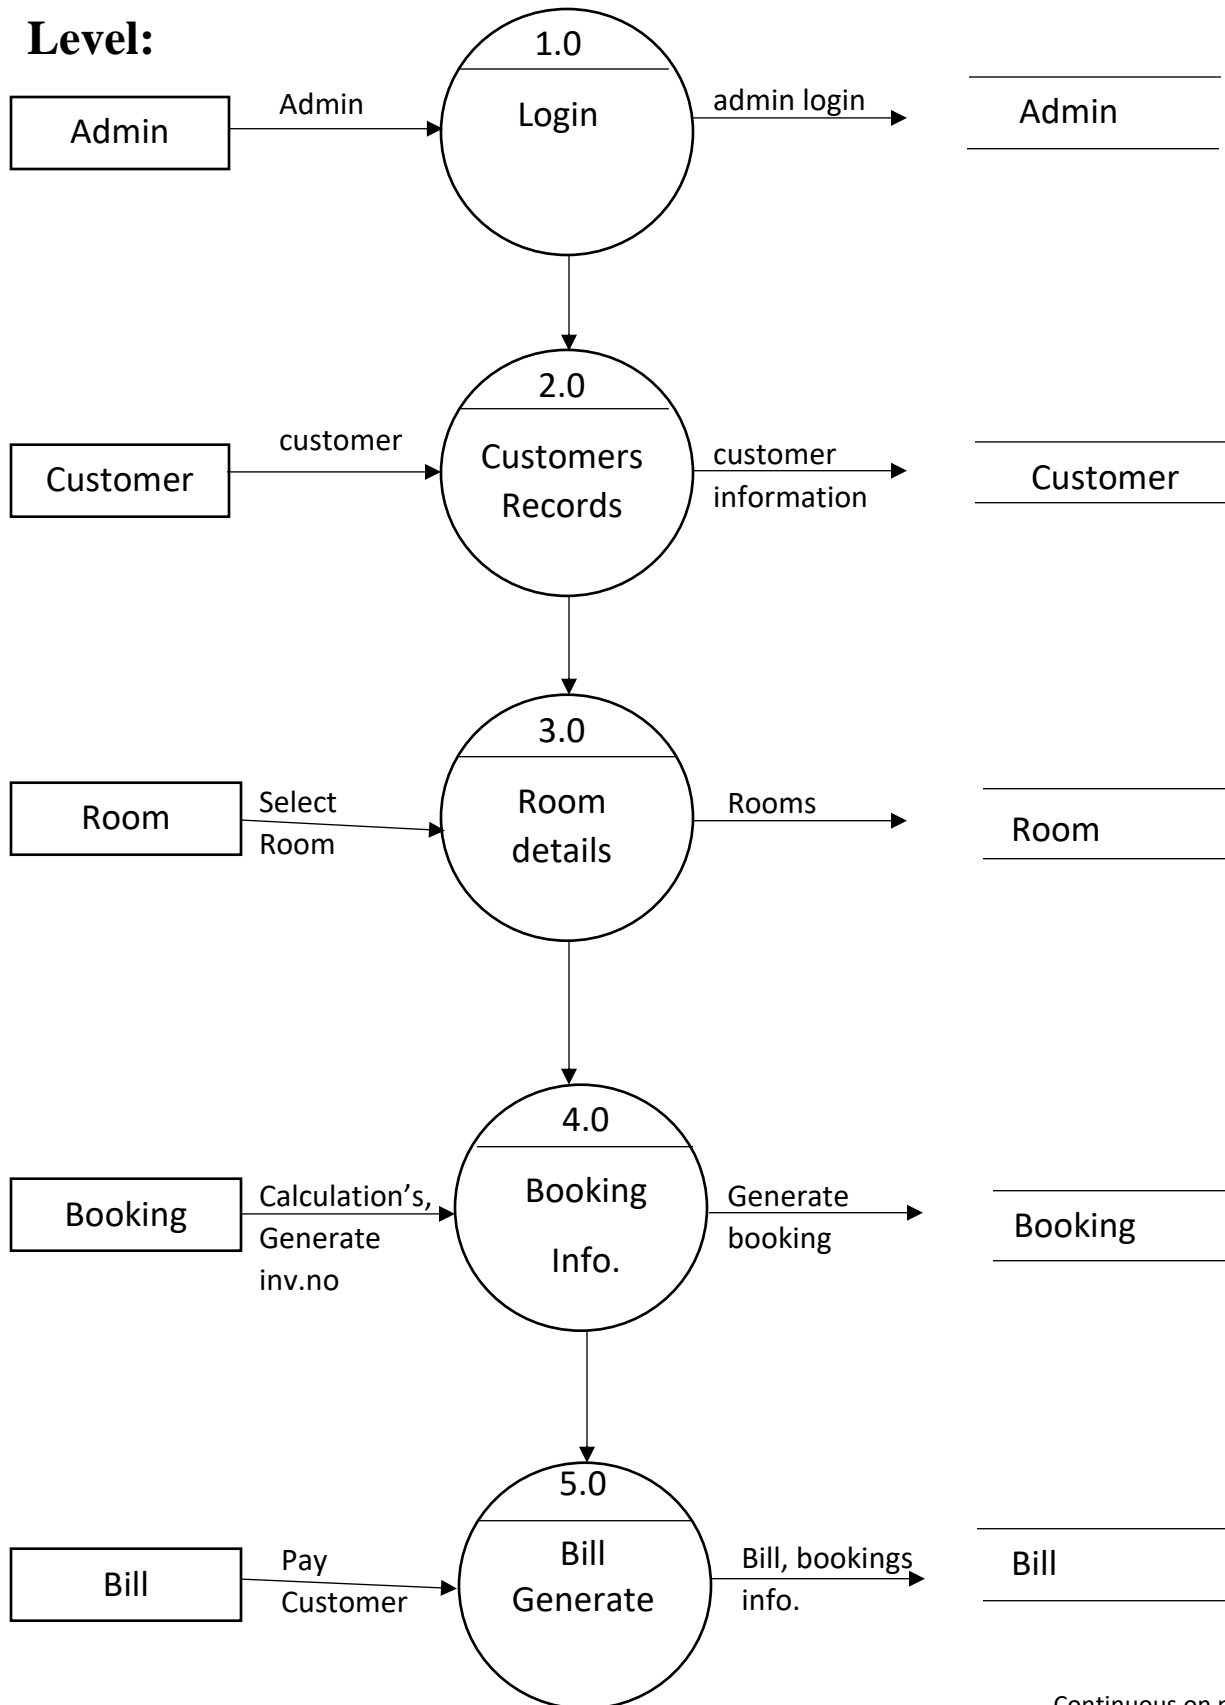 Level:
1.0
Admin
Admin
Login
admin login
Admin
2.0
Customer
customer
Customers
Records
customer
information
Customer
3.0
Room
Select
Room
Room
details
Rooms
Room
4.0
Booking
Calculation’s,
Generate
inv.no
Booking
Info.
Generate
booking
Booking
5.0
Bill
Pay
Customer
Bill
Generate
Bill, bookings
info.
Bill
Continuous on